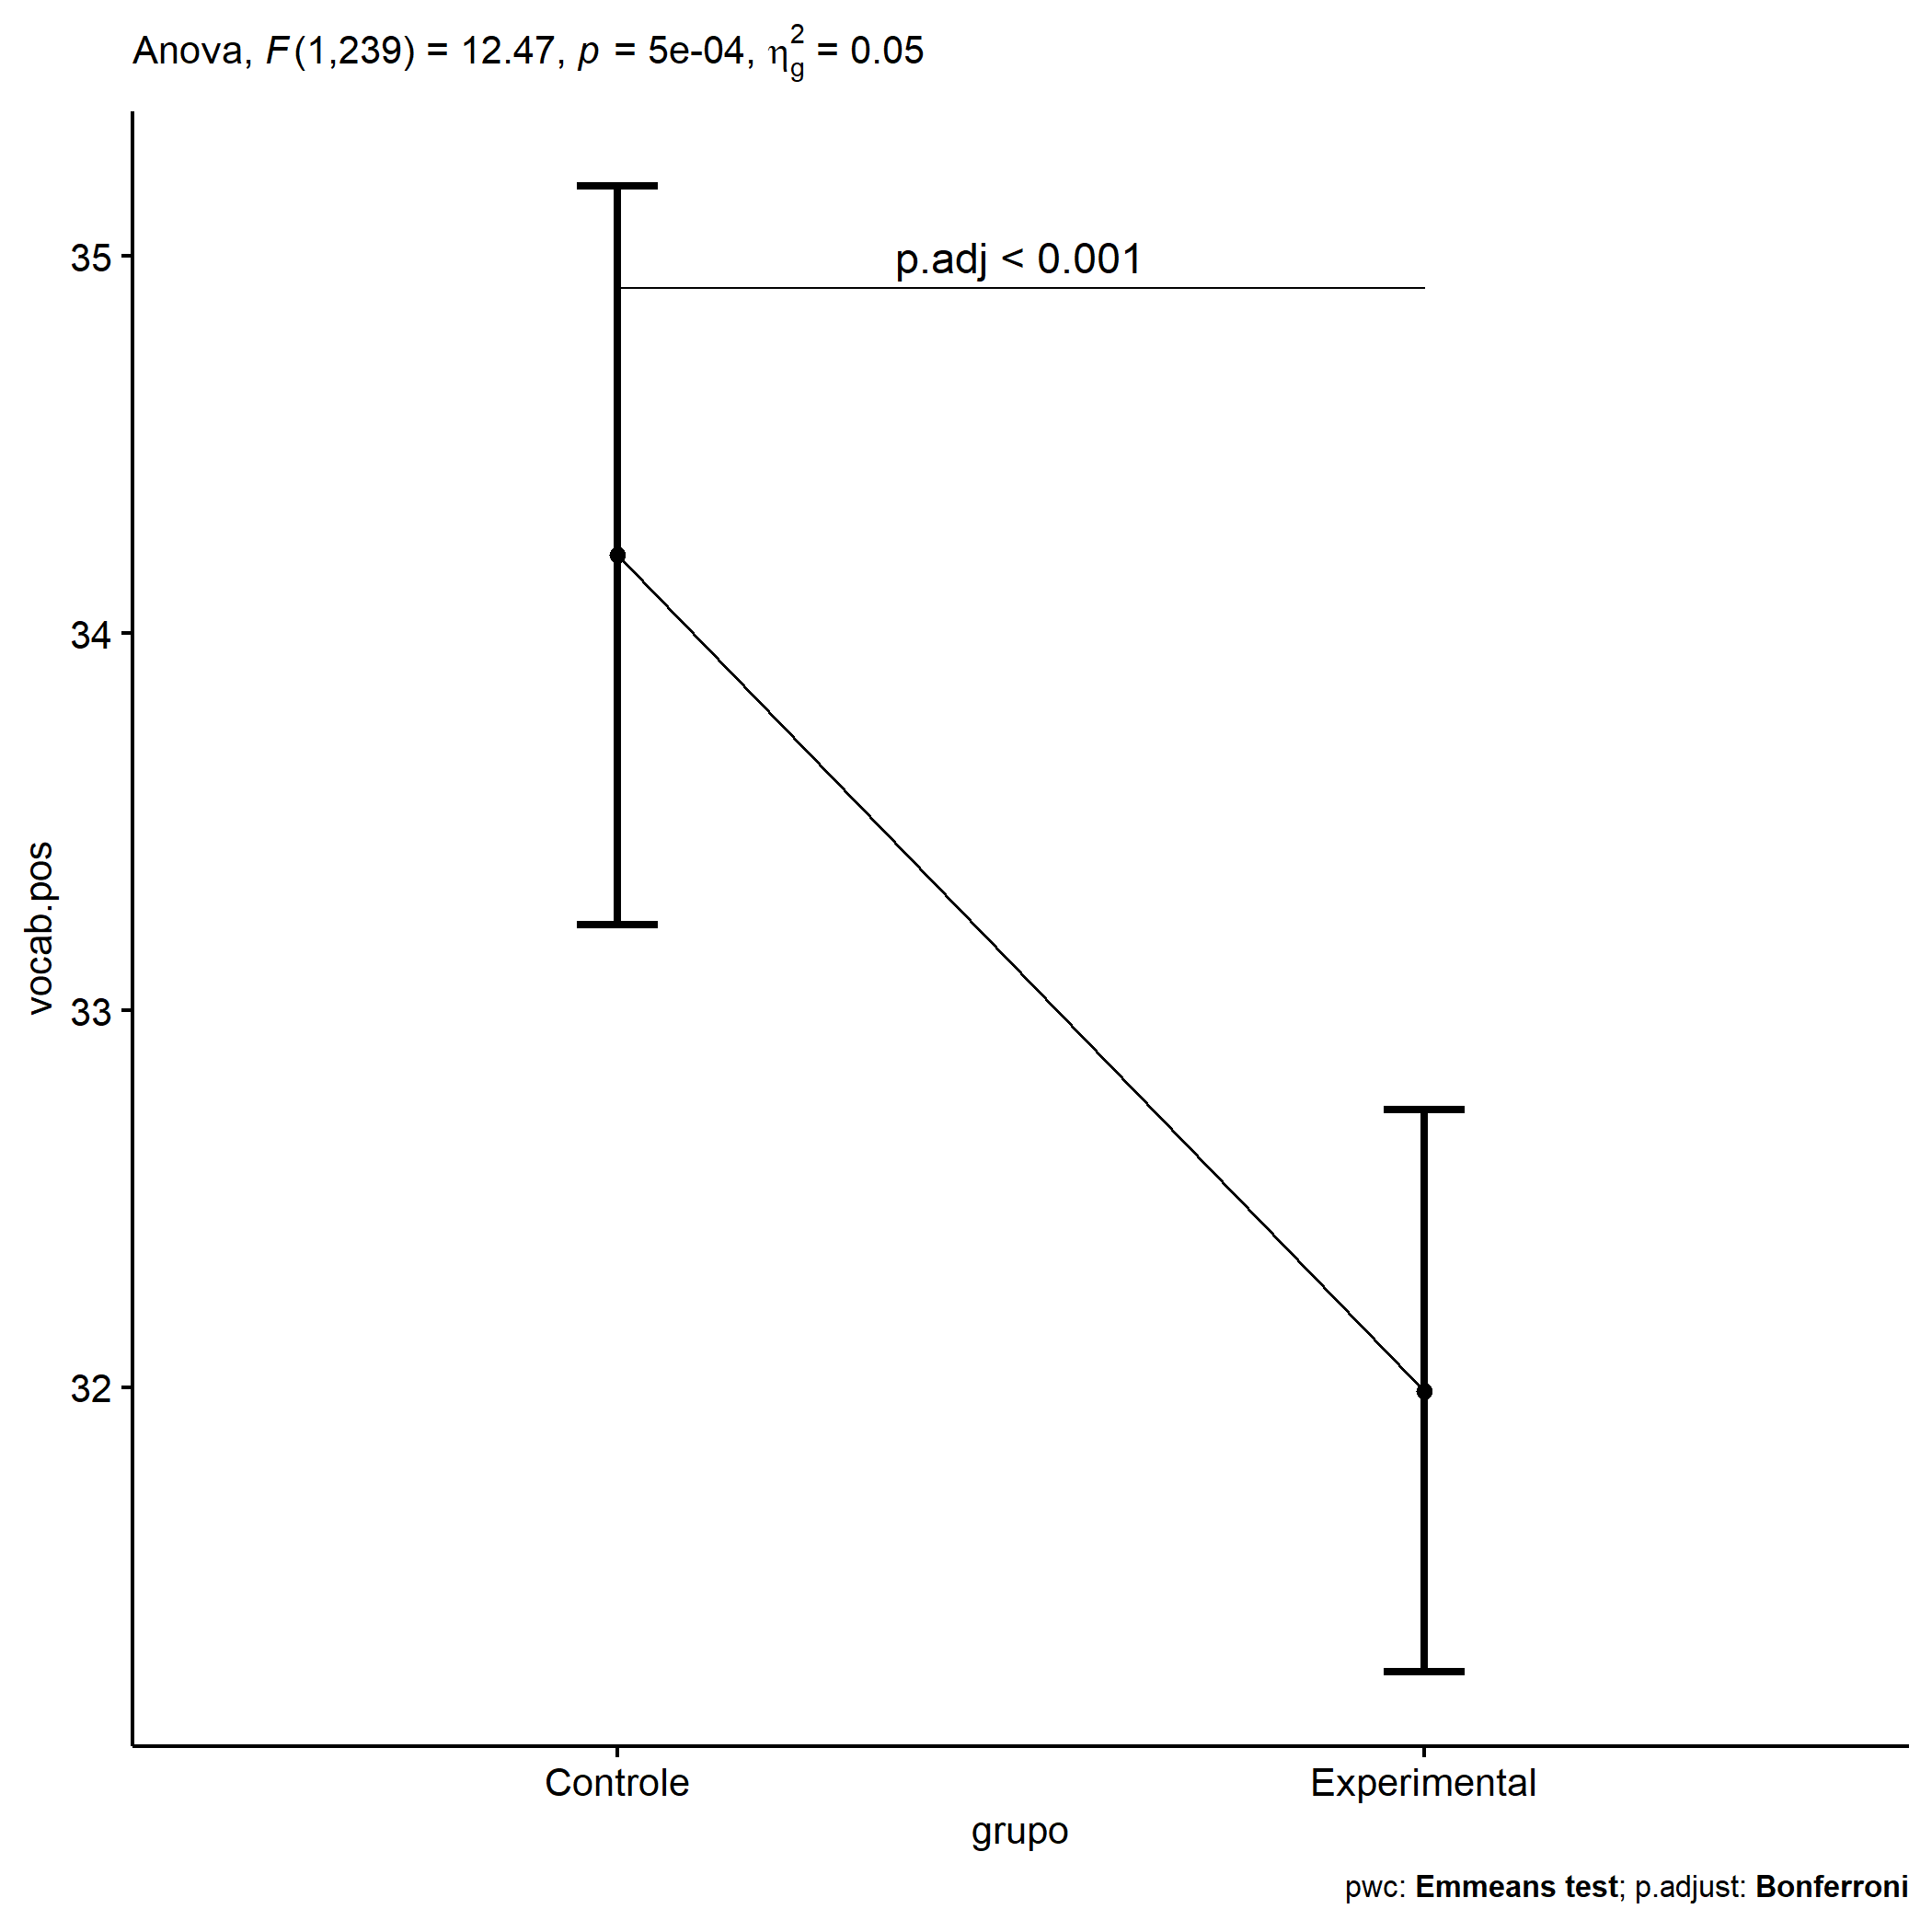 Anova, F(1,239) = 12.47, p = 5e-04, η²g = 0.05
35
p.adj < 0.001
34
33
32
vocab.pos
Controle
Experimental
grupo
pwc: Emmeans test; p.adjust: Bonferroni